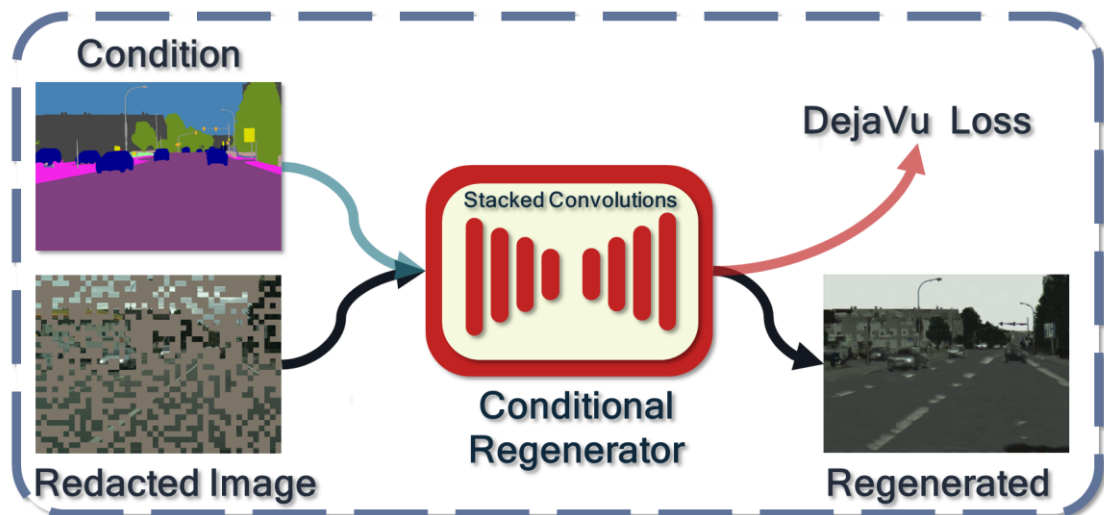 Condition
DejaVu Loss
Stacked Convolutions
Conditional
Regenerator
Redacted Image
Regenerated